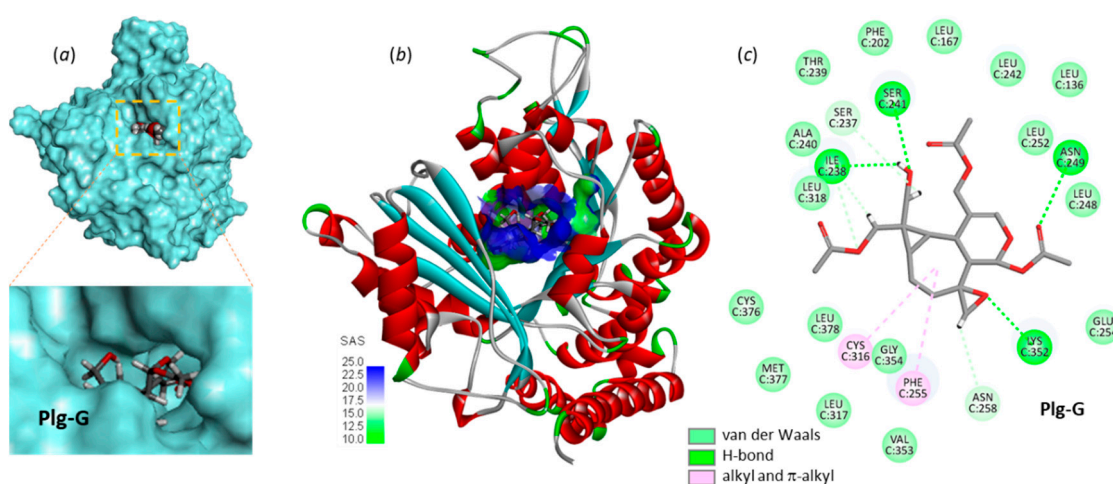 (a)
Plg-G
(b)
SAS
25.0
22.5
20.0
17.5
15.0
12.5
10.0
(c)
PHE
C:202
LEU
C:167
THR
C:239
LEU
C:242
LEU
C:136
SER
C:241
SER
C:237
ALA
C:240
LEU
C:252
ASN
C:249
ILE
C:238
LEU
C:318
LEU
C:248
CYS
C:376
LEU
C:378
CYS
C:316
GLY
C:354
LYS
C:352
GLU
C:254
MET
C:377
PHE
C:255
ASN
C:258
LEU
C:317
VAL
C:353
Plg-G
van der Waals
H-bond
alkyl and π-alkyl